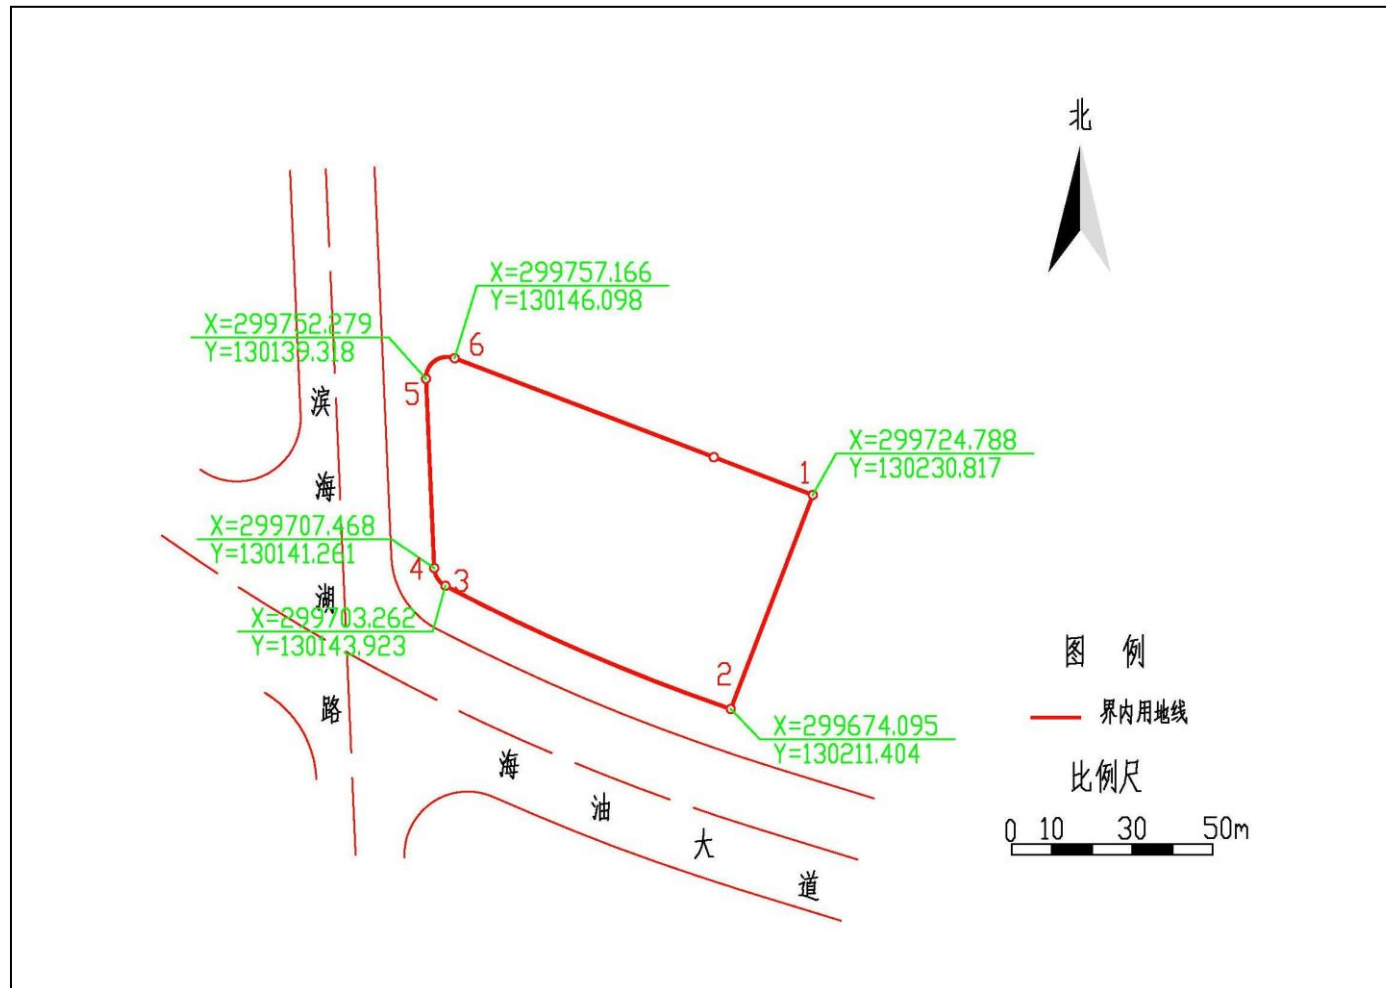 北
X=299757.166
Y=130146.098
X=299752.279
Y=130139.318
6
5
X=299724.788
Y=130230.817
1
X=299707.468
Y=130141.261
4
3
X=299703.262
Y=130143.923
2
X=299674.095
Y=130211.404
滨海湖路
海油大道
图 例
界内用地线
比例尺
0 10 30 50m